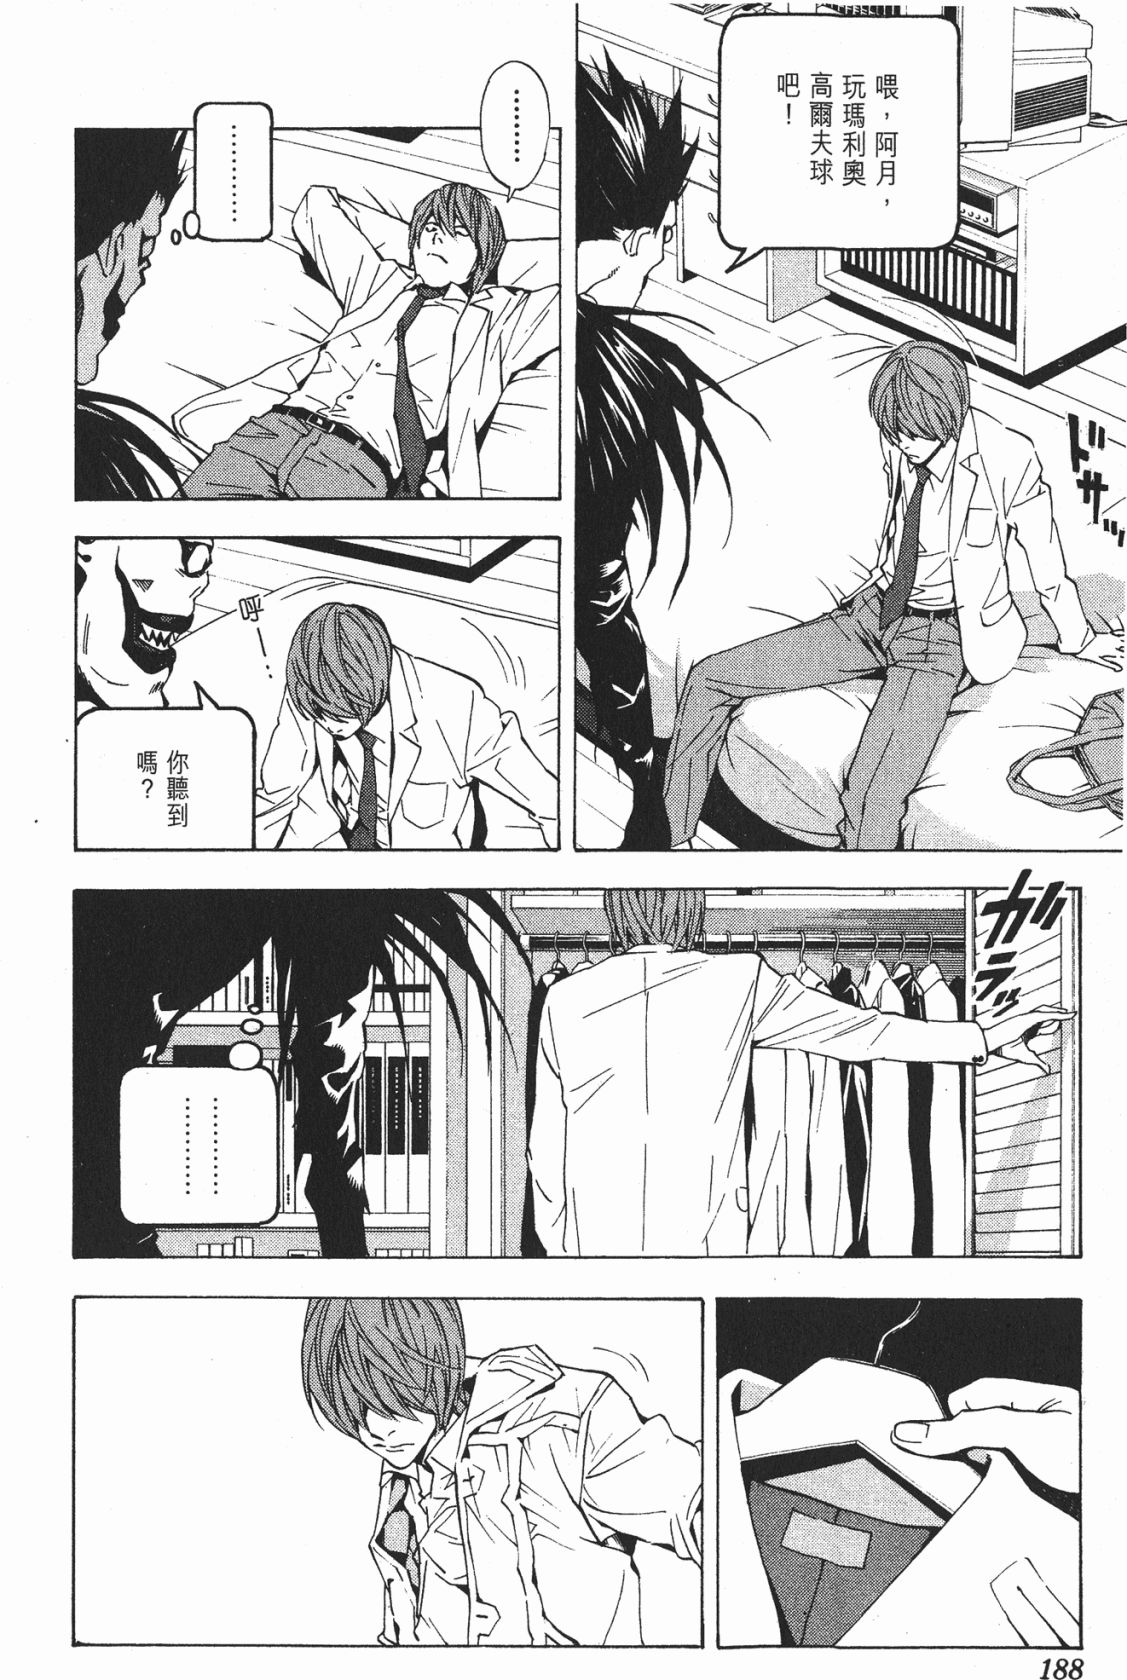 喂，阿月，
玩瑪利奧
高爾夫球
吧！
ドサッ
…………
…………
呼—…
你聽到
嗎？
ガラッ
…………
…………
188